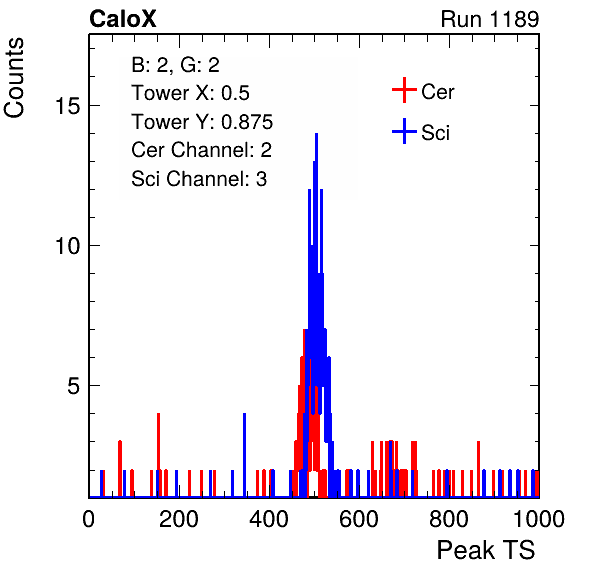 CaloX Run 1189
Counts
B: 2, G: 2
Tower X: 0.5
Tower Y: 0.875
Cer Channel: 2
Sci Channel: 3
Cer
Sci
15
10
5
0 200 400 600 800 1000
Peak TS